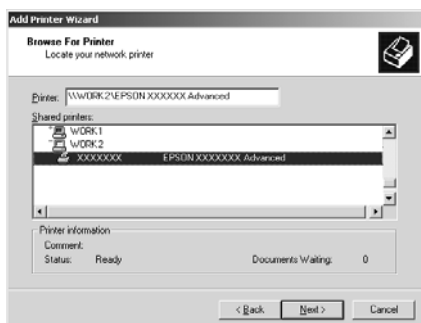 Add Printer Wizard
Browse For Printer
Locate your network printer
Printer: \\WORK2\EPSON XXXXXX Advanced
Shared printers:
WORK1
WORK2
XXXXXXX EPSON XXXXXXX Advanced
Printer information
Comment:
Status: Ready Documents Waiting: 0
< Back Next > Cancel